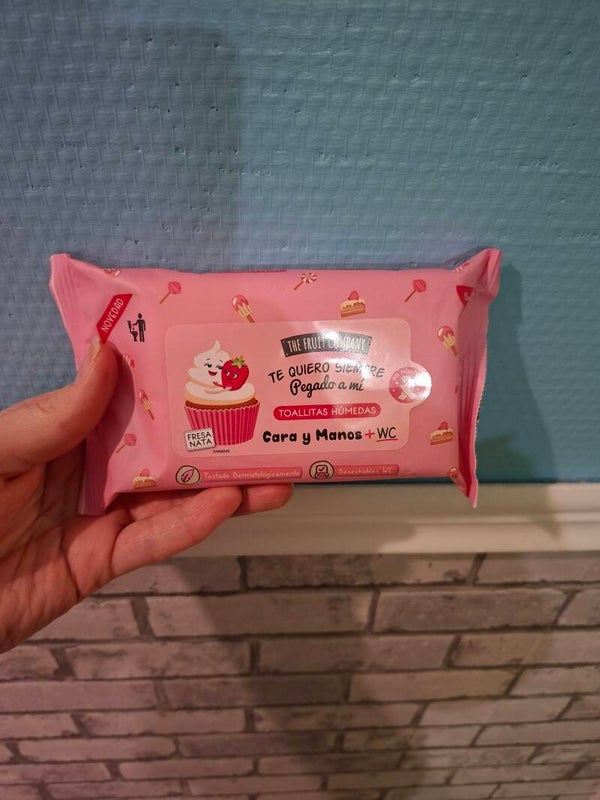 NOVEDAD
THE FRUIT COMPANY
TE QUIERO SIEMPRE
Pegado a mí
TOALLITAS HÚMEDAS
Cara y Manos + WC
FRESA
NATA
Testado Dermatológicamente
Desechables WC